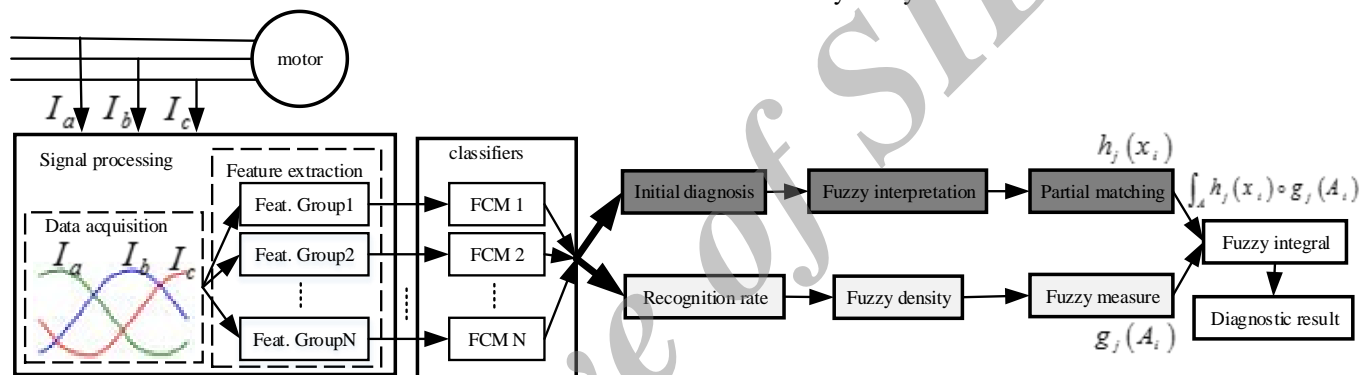 motor
I_a I_b I_c
Signal processing
Feature extraction
Data acquisition
I_a I_b I_c
Feat. Group1
Feat. Group2
Feat. GroupN
classifiers
FCM 1
FCM 2
FCM N
Initial diagnosis
Fuzzy interpretation
Partial matching
h_j(x_i)
∫_A h_j(x_i)∘g_j(A_i)
Recognition rate
Fuzzy density
Fuzzy measure
g_j(A_i)
Fuzzy integral
Diagnostic result
of